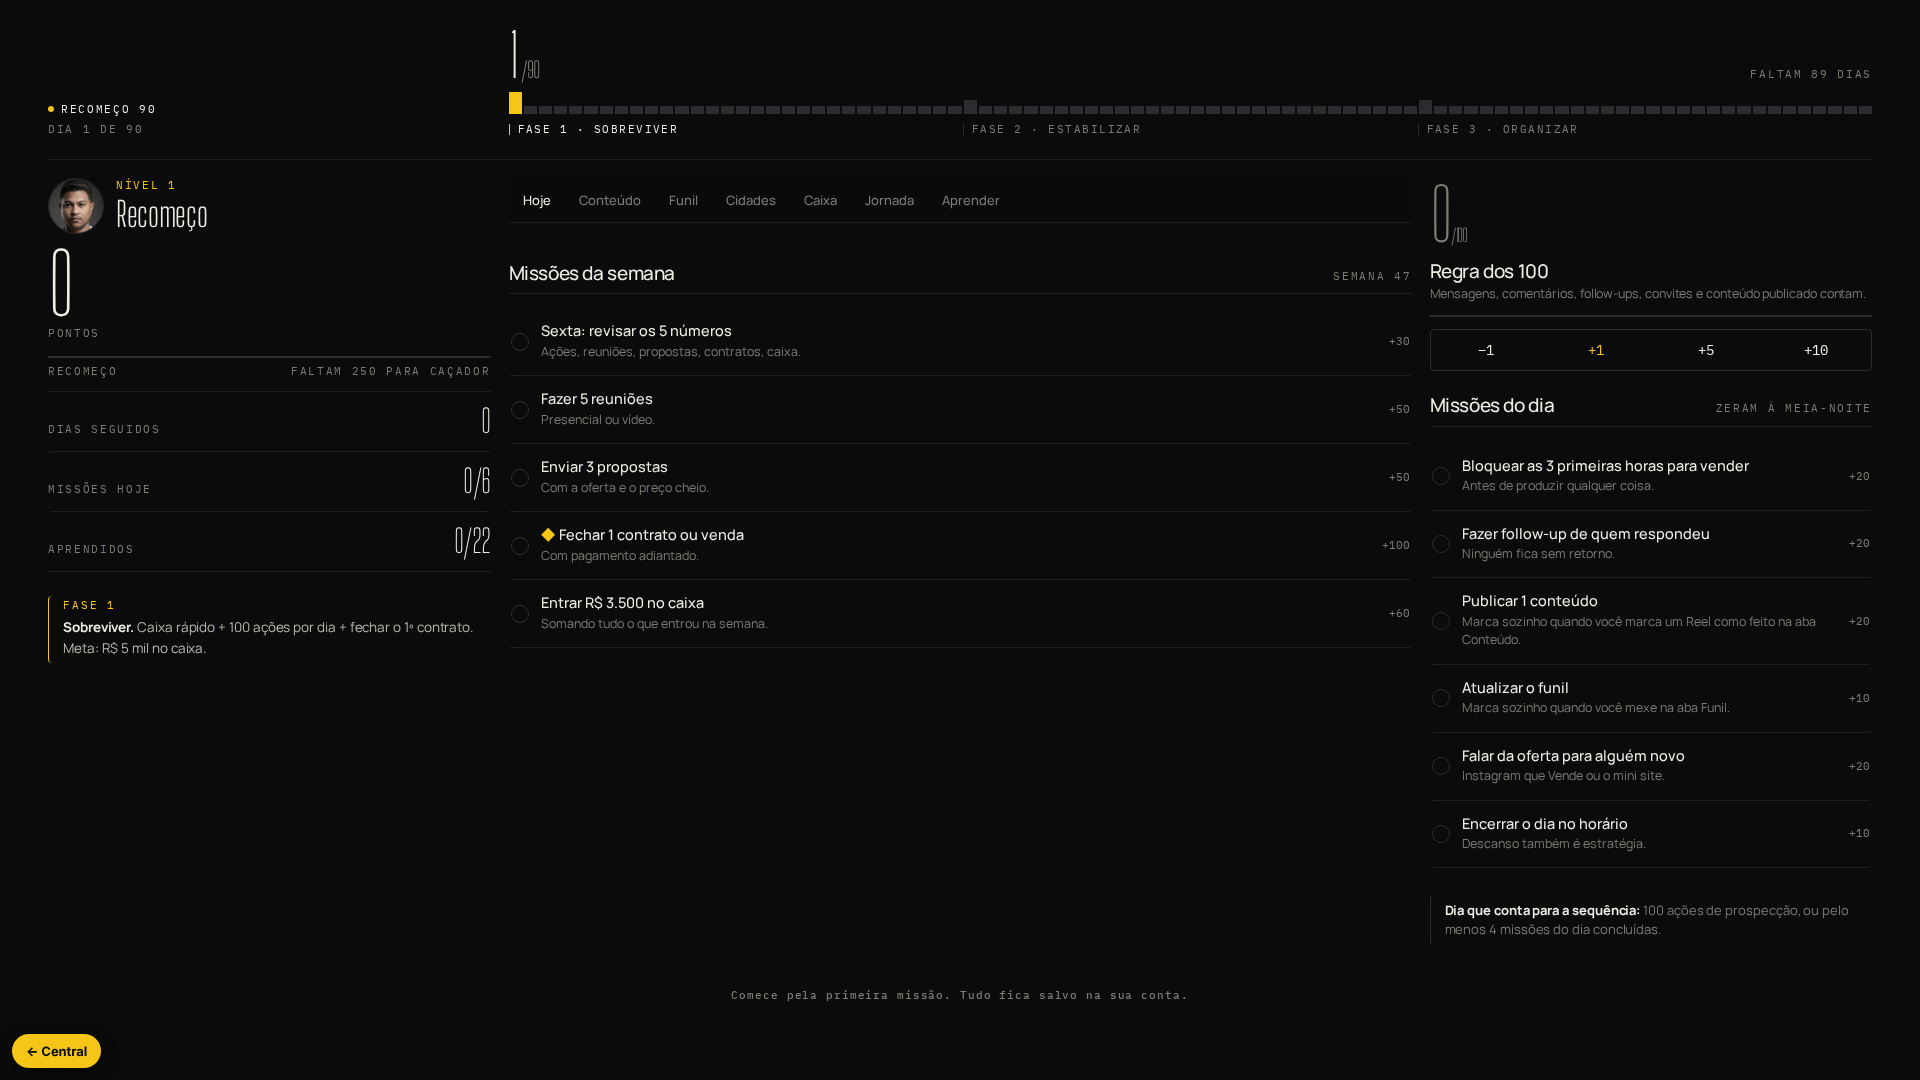 RECOMEÇO 90
DIA 1 DE 90
1/90
FALTAM 89 DIAS
FASE 1 · SOBREVIVER
FASE 2 · ESTABILIZAR
FASE 3 · ORGANIZAR
NÍVEL 1
Recomeço
0
PONTOS
RECOMEÇO
FALTAM 250 PARA CAÇADOR
DIAS SEGUIDOS
0
MISSÕES HOJE
0/6
APRENDIDOS
0/22
FASE 1
Sobreviver. Caixa rápido + 100 ações por dia + fechar o 1º contrato.
Meta: R$ 5 mil no caixa.
Hoje
Conteúdo
Funil
Cidades
Caixa
Jornada
Aprender
Missões da semana
SEMANA 47
Sexta: revisar os 5 números
Ações, reuniões, propostas, contratos, caixa.
+30
Fazer 5 reuniões
Presencial ou vídeo.
+50
Enviar 3 propostas
Com a oferta e o preço cheio.
+50
Fechar 1 contrato ou venda
Com pagamento adiantado.
+100
Entrar R$ 3.500 no caixa
Somando tudo o que entrou na semana.
+60
0/100
Regra dos 100
Mensagens, comentários, follow-ups, convites e conteúdo publicado contam.
−1
+1
+5
+10
Missões do dia
ZERAM À MEIA-NOITE
Bloquear as 3 primeiras horas para vender
Antes de produzir qualquer coisa.
+20
Fazer follow-up de quem respondeu
Ninguém fica sem retorno.
+20
Publicar 1 conteúdo
Marca sozinho quando você marca um Reel como feito na aba
Conteúdo.
+20
Atualizar o funil
Marca sozinho quando você mexe na aba Funil.
+10
Falar da oferta para alguém novo
Instagram que Vende ou o mini site.
+20
Encerrar o dia no horário
Descanso também é estratégia.
+10
Dia que conta para a sequência: 100 ações de prospecção, ou pelo
menos 4 missões do dia concluídas.
Comece pela primeira missão. Tudo fica salvo na sua conta.
← Central